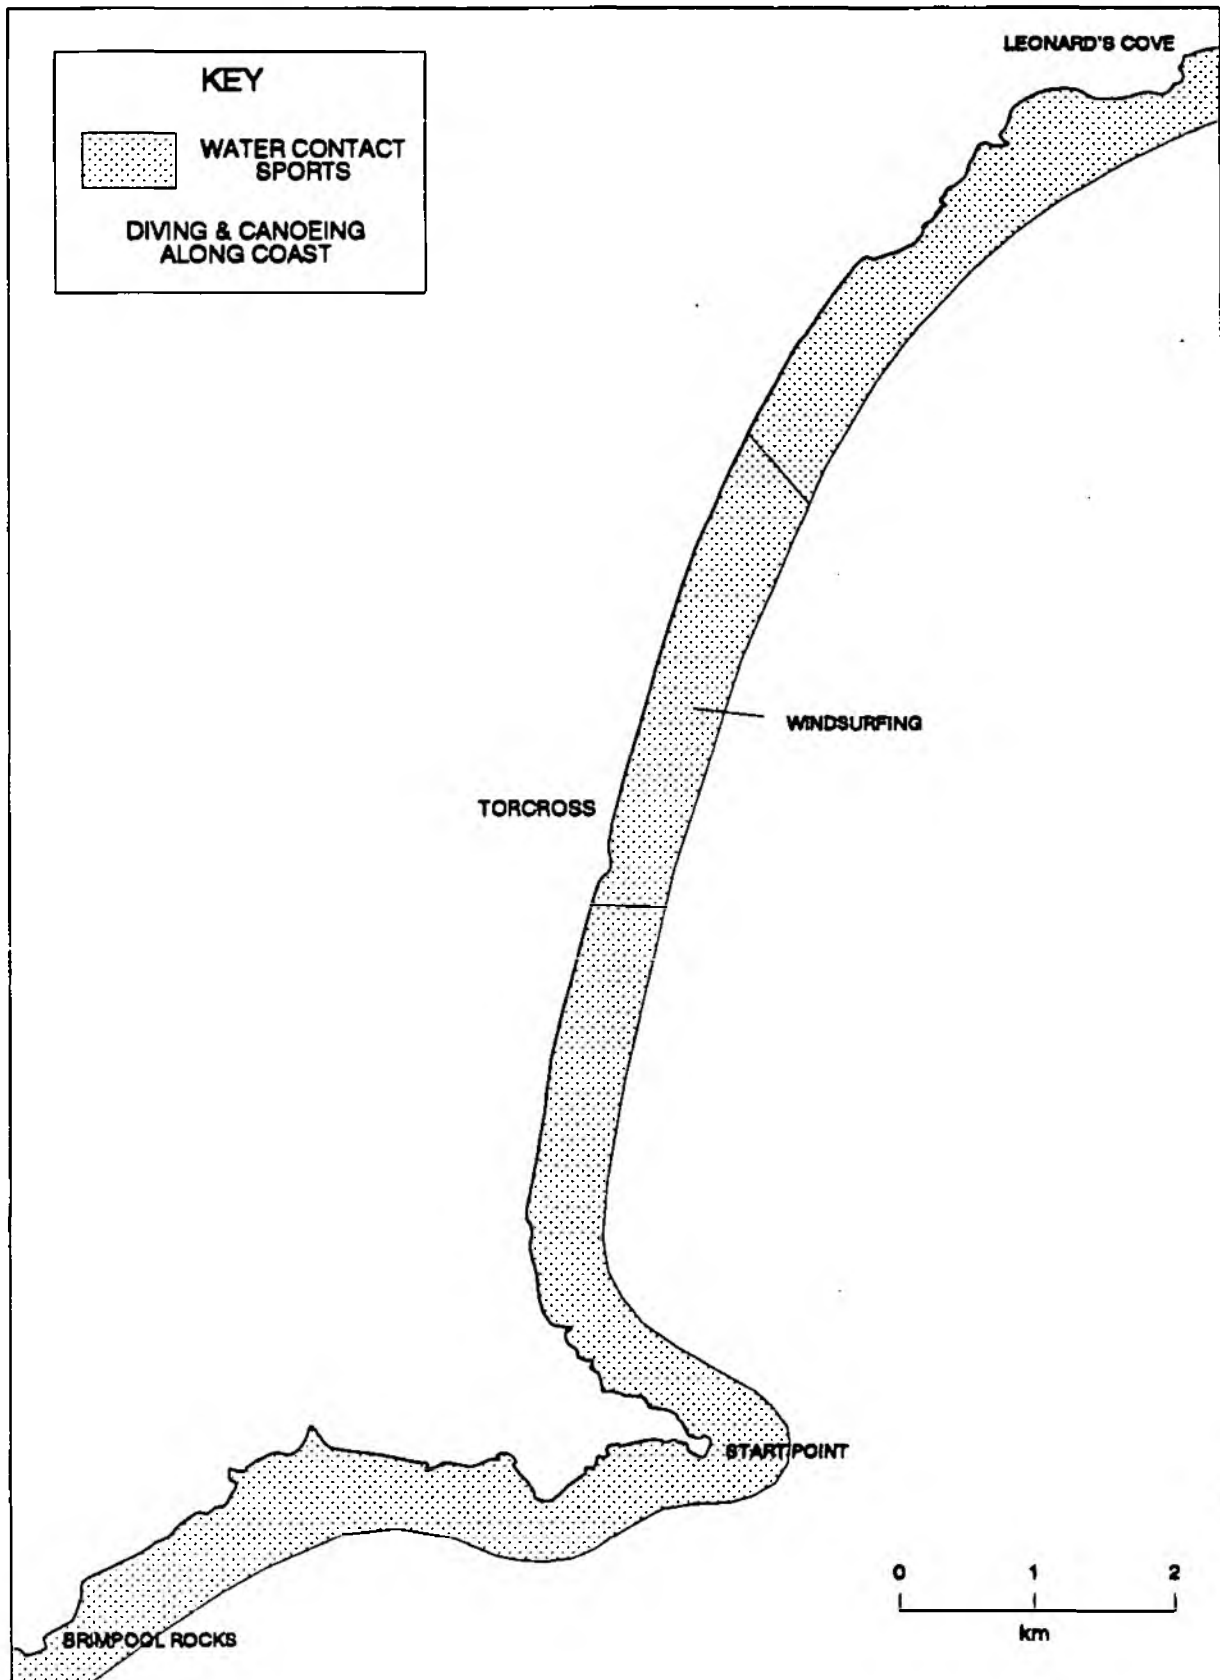 LEONARD'S COVE
KEY
WATER CONTACT
SPORTS
DIVING & CANOEING
ALONG COAST
WINDSURFING
TORCROSS
START POINT
0 1 2
km
BRIMPOOL ROCKS